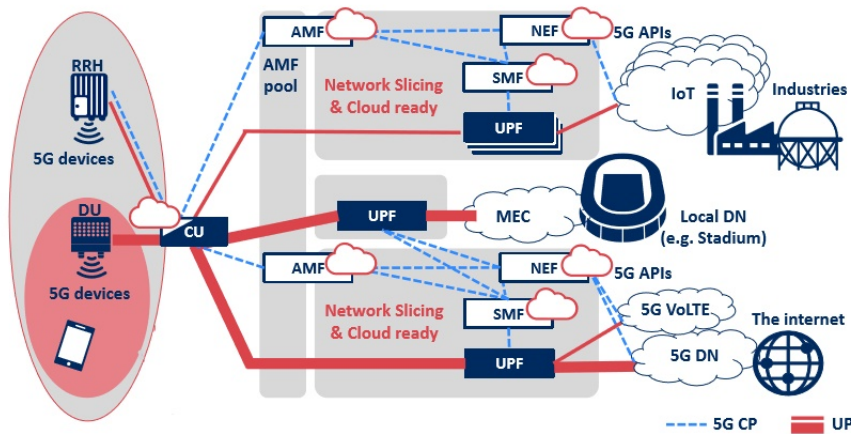 AMF
NEF
5G APIs
RRH
AMF
pool
SMF
Network Slicing
& Cloud ready
IoT
Industries
UPF
5G devices
DU
CU
UPF
MEC
Local DN
(e.g. Stadium)
5G devices
AMF
NEF
5G APIs
SMF
Network Slicing
& Cloud ready
5G VoLTE
The internet
UPF
5G DN
5G CP
UP